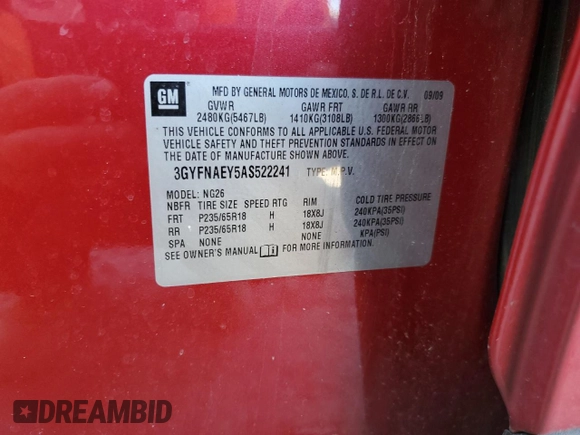 GM
MFD BY GENERAL MOTORS DE MEXICO, S. DE R.L. DE C.V. 09/09
GVWR GAWR FRT GAWR RR
2480KG(5467LB) 1410KG(3108LB) 1300KG(2866LB)
THIS VEHICLE CONFORMS TO ALL APPLICABLE U.S. FEDERAL MOTOR
VEHICLE SAFETY AND THEFT PREVENTION STANDARDS IN EFFECT
ON THE DATE OF MANUFACTURE SHOWN ABOVE.
3GYFNAEY5AS522241 TYPE: M.P.V.
MODEL: NG26
NBFR TIRE SIZE SPEED RTG RIM COLD TIRE PRESSURE
FRT P235/65R18 H 18X8J 240KPA(35PSI)
RR P235/65R18 H 18X8J 240KPA(35PSI)
SPA NONE NONE KPA(PSI)
SEE OWNER'S MANUAL FOR MORE INFORMATION.
DREAMBID